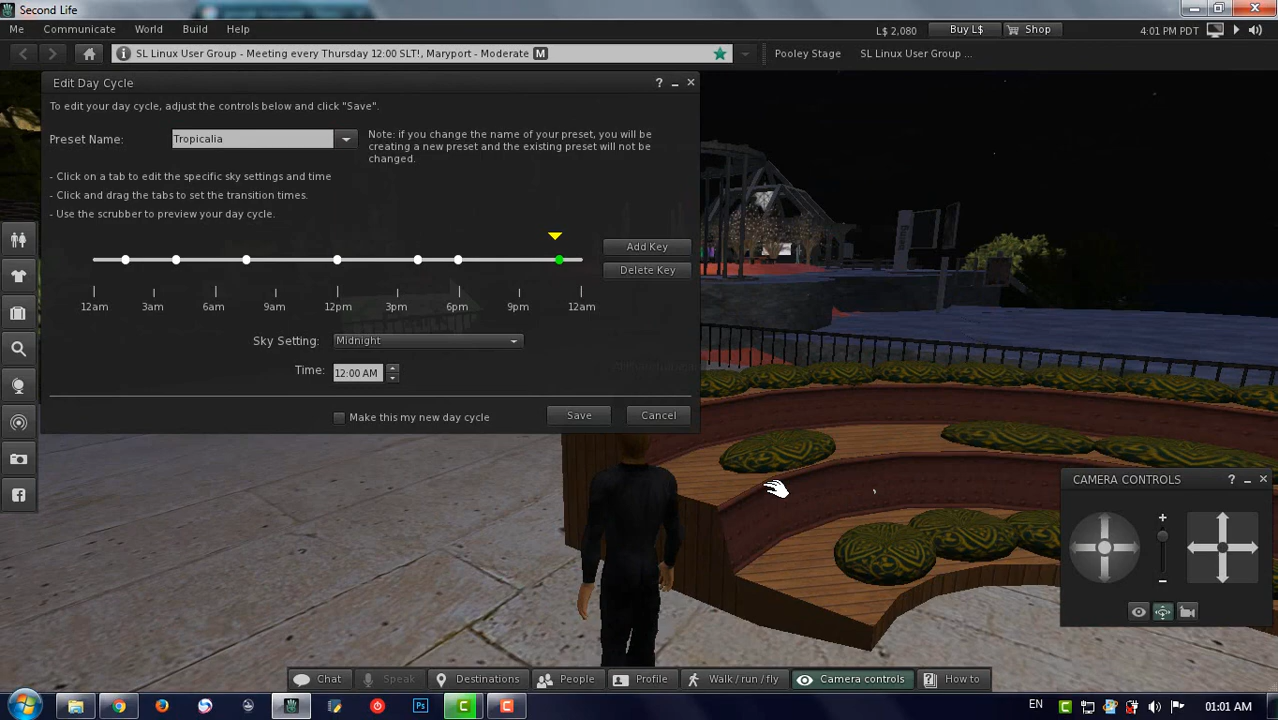 Second Life
Me Communicate World Build Help
L$ 2,080 Buy L$ Shop 4:01 PM PDT
SL Linux User Group - Meeting every Thursday 12:00 SLT!, Maryport - Moderate M
Pooley Stage SL Linux User Group ...
Edit Day Cycle ?
To edit your day cycle, adjust the controls below and click "Save".
Preset Name: Tropicalia
Note: if you change the name of your preset, you will be
creating a new preset and the existing preset will not be
changed.
- Click on a tab to edit the specific sky settings and time
- Click and drag the tabs to set the transition times.
- Use the scrubber to preview your day cycle.
Add Key
Delete Key
12am 3am 6am 9am 12pm 3pm 6pm 9pm 12am
Sky Setting: Midnight
Time: 12:00 AM
Make this my new day cycle Save Cancel
CAMERA CONTROLS ?
Chat Speak Destinations People Profile Walk / run / fly Camera controls How to
Ps C C EN C 01:01 AM